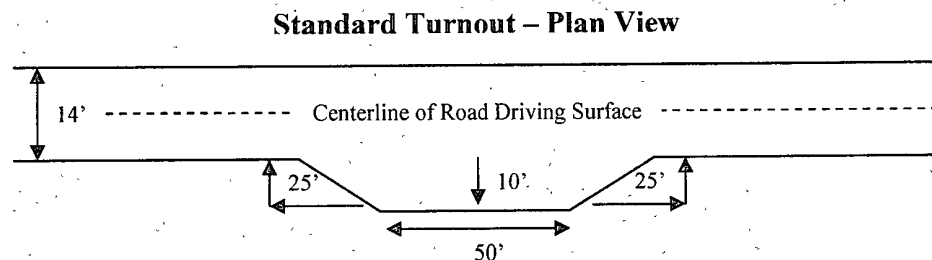 Standard Turnout – Plan View
14'
Centerline of Road Driving Surface
25'
10'
25'
50'